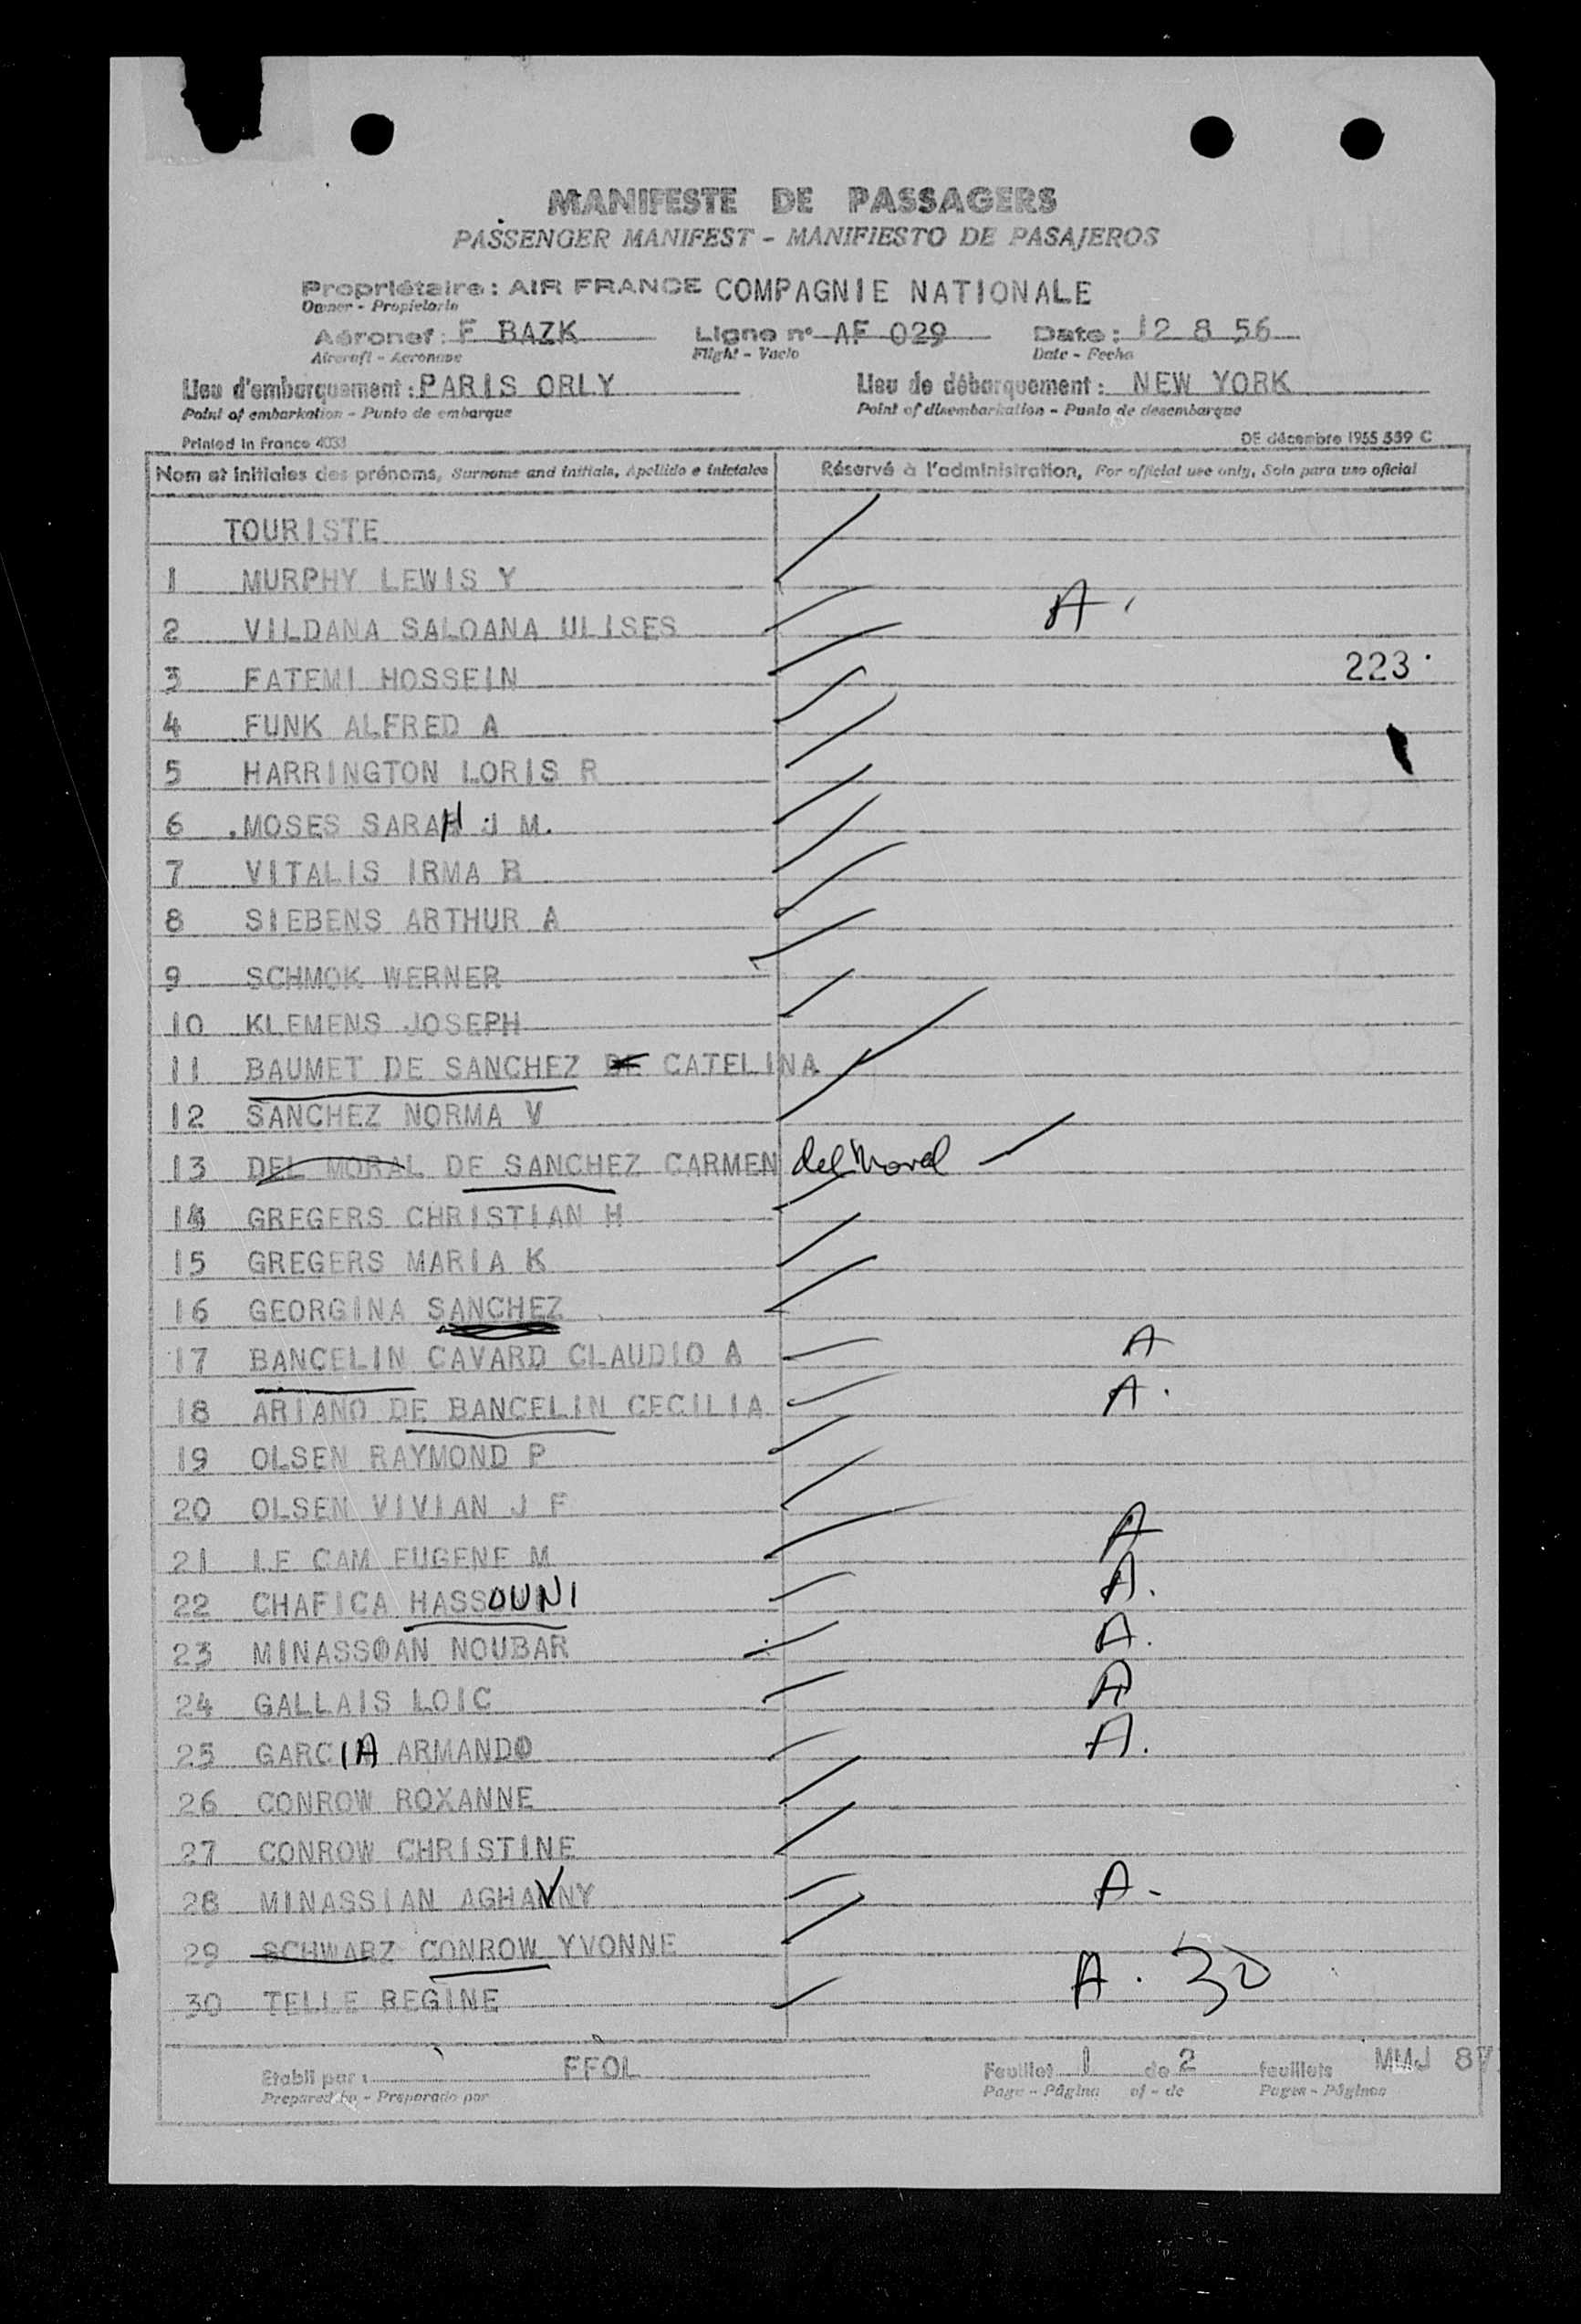 MANIFESTE DE PASSAGERS
PASSENGER MANIFEST - MANIFIESTO DE PASAJEROS
Propriétaire : AIR FRANCE COMPAGNIE NATIONALE
Owner - Propietario
Aéronef : F BAZK Ligne n° AF 029 Date : 12 8 56
Aircraft - Aeronave Flight - Vuelo Date - Fecha
Lieu d'embarquement : PARIS ORLY Lieu de débarquement : NEW YORK
Point of embarkation - Punto de embarque Point of disembarkation - Punto de desembarque
Printed in France 4033 DE décembre 1955 559 C
Nom et initiales des prénoms, Surname and initials, Apellido e iniciales Réservé à l'administration, For official use only, Solo para uso oficial
TOURISTE
1 MURPHY LEWIS Y
2 VILDANA SALOANA ULISES A
3 FATEMI HOSSEIN 223
4 FUNK ALFRED A
5 HARRINGTON LORIS R
6 MOSES SARAH J M.
7 VITALIS IRMA B
8 SIEBENS ARTHUR A
9 SCHMOK WERNER
10 KLEMENS JOSEPH
11 BAUMET DE SANCHEZ DE CATELINA
12 SANCHEZ NORMA V
13 DEL MORAL DE SANCHEZ CARMEN del Moral
14 GREGERS CHRISTIAN H
15 GREGERS MARIA K
16 GEORGINA SANCHEZ
17 BANCELIN CAVARD CLAUDIO A A
18 ARIANO DE BANCELIN CECILIA A.
19 OLSEN RAYMOND P
20 OLSEN VIVIAN J F
21 LE CAM EUGENE M A
22 CHAFICA HASSOUNI A.
23 MINASSOAN NOUBAR A.
24 GALLAIS LOIC A
25 GARCIA ARMANDO A.
26 CONROW ROXANNE
27 CONROW CHRISTINE
28 MINASSIAN AGHAVNY A-
29 SCHWARZ CONROW YVONNE
30 TELLE REGINE A. 30
Etabli par : FFOL Feuillet 1 de 2 feuillets MMJ 87
Prepared by - Preparado por Page - Página of - de Pages - Páginas